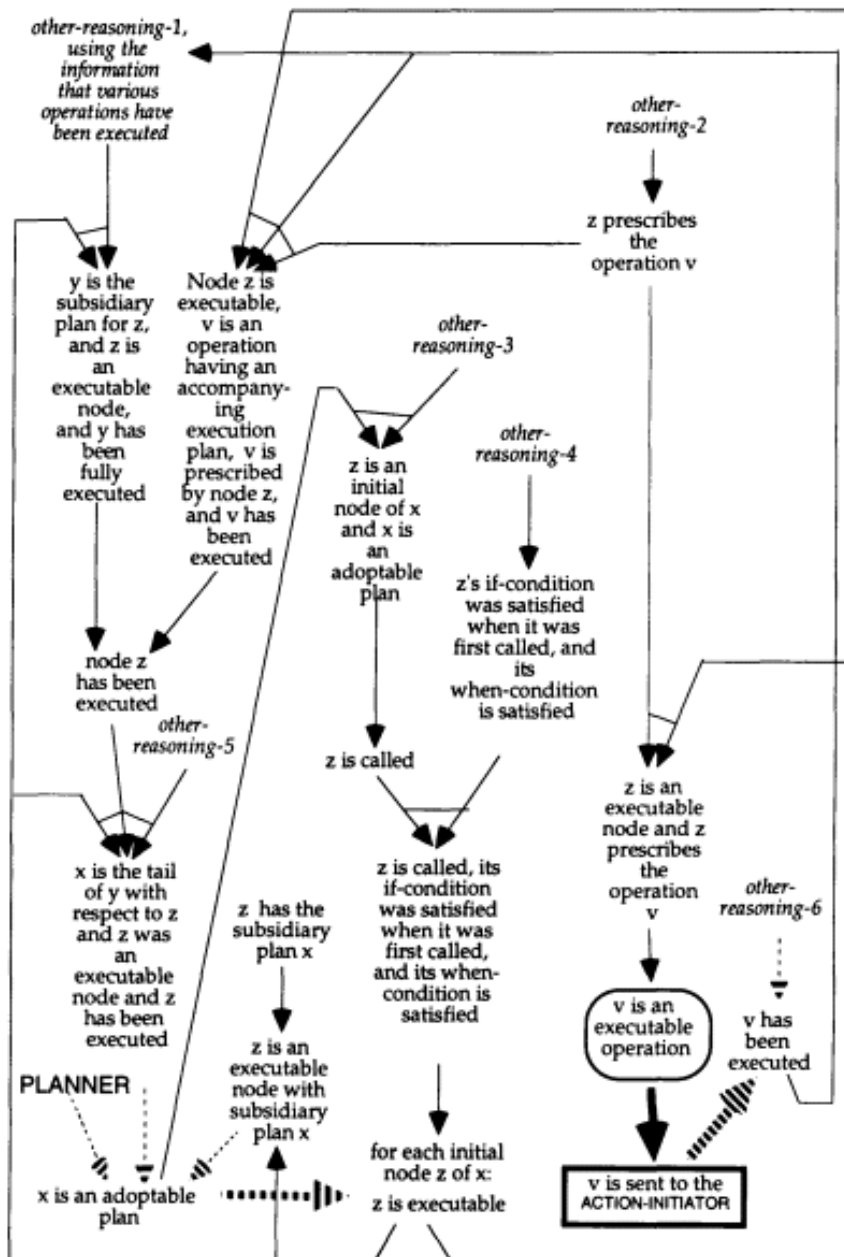 other-reasoning-1,
using the
information
that various
operations have
been executed
other-
reasoning-2
z prescribes
the
operation v
y is the
subsidiary
plan for z,
and z is
an
executable
node,
and y has
been
fully
executed
Node z is
executable,
v is an
operation
having an
accompany-
ing
execution
plan, v is
prescribed
by node z,
and v has
been
executed
other-
reasoning-3
other-
reasoning-4
z is an
initial
node of x
and x is
an
adoptable
plan
z's if-condition
was satisfied
when it was
first called, and
its
when-condition
is satisfied
node z
has been
executed
other-
reasoning-5
z is called
z is an
executable
node and z
prescribes
the
operation
v
x is the tail
of y with
respect to z
and z was
an
executable
node and z
has been
executed
z has the
subsidiary
plan x
z is called, its
if-condition
was satisfied
when it was
first called,
and its when-
condition is
satisfied
other-
reasoning-6
v is an
executable
operation
v has
been
executed
z is an
executable
node with
subsidiary
plan x
PLANNER
x is an adoptable
plan
for each initial
node z of x:
z is executable
v is sent to the
ACTION-INITIATOR